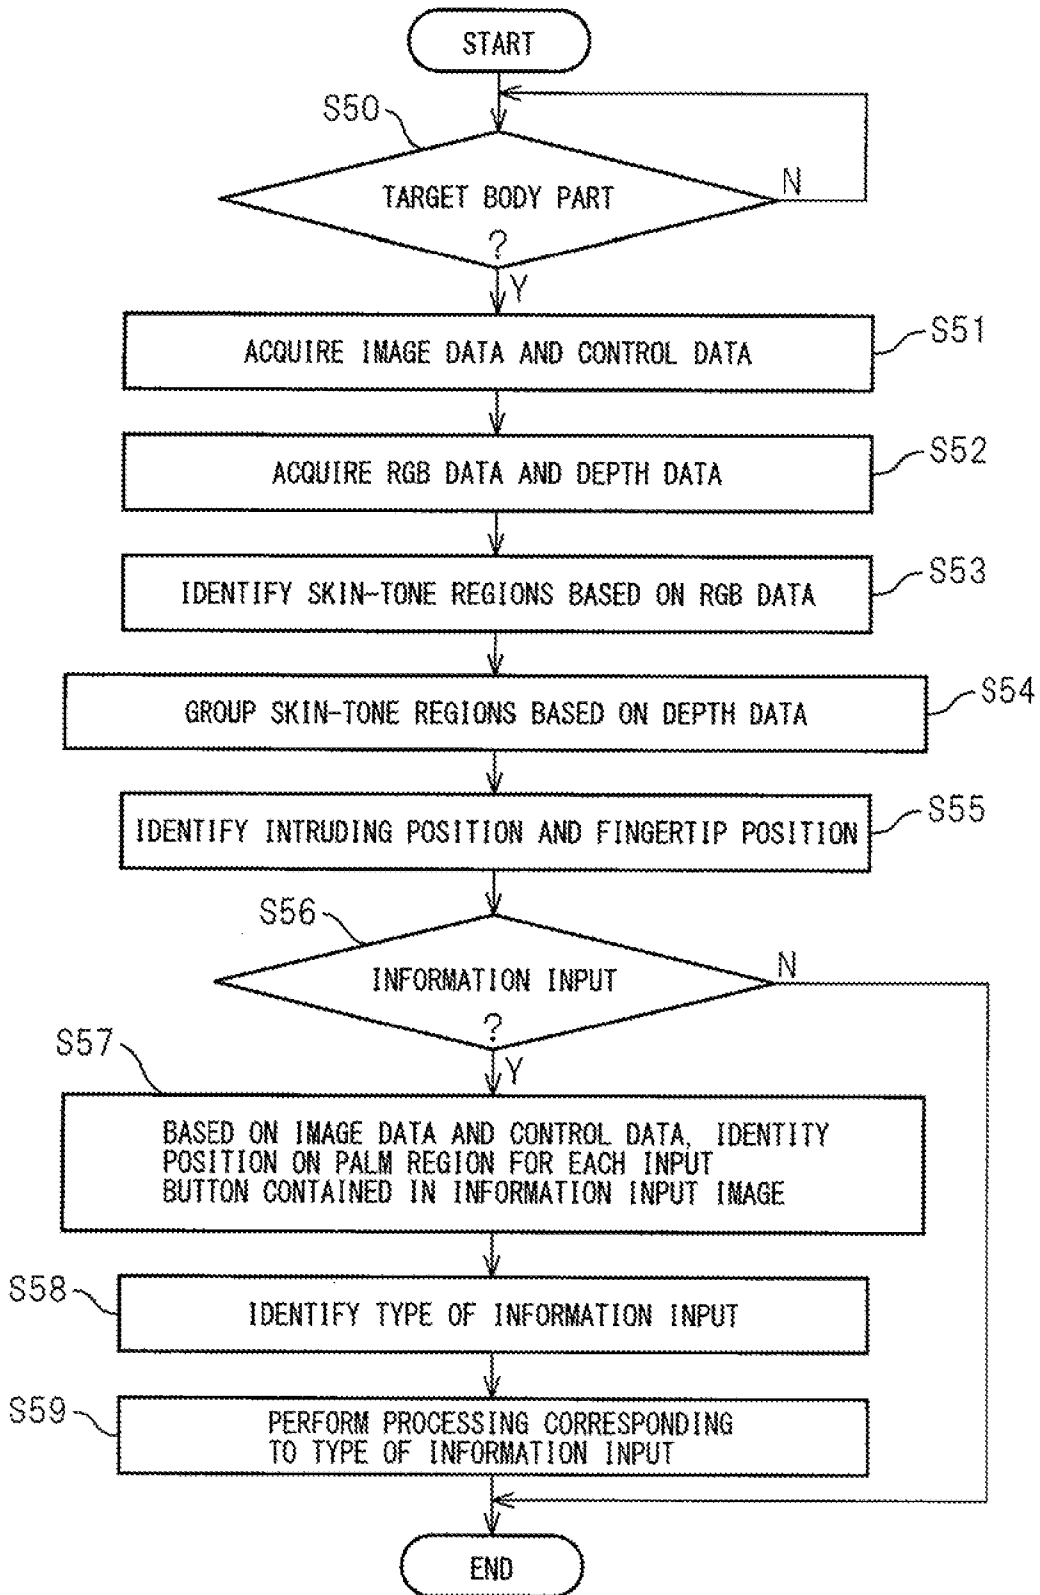 START
S50
TARGET BODY PART
N
?
Y
ACQUIRE IMAGE DATA AND CONTROL DATA
S51
ACQUIRE RGB DATA AND DEPTH DATA
S52
IDENTIFY SKIN-TONE REGIONS BASED ON RGB DATA
S53
GROUP SKIN-TONE REGIONS BASED ON DEPTH DATA
S54
IDENTIFY INTRUDING POSITION AND FINGERTIP POSITION
S55
S56
INFORMATION INPUT
N
?
Y
S57
BASED ON IMAGE DATA AND CONTROL DATA, IDENTITY
POSITION ON PALM REGION FOR EACH INPUT
BUTTON CONTAINED IN INFORMATION INPUT IMAGE
S58
IDENTIFY TYPE OF INFORMATION INPUT
S59
PERFORM PROCESSING CORRESPONDING
TO TYPE OF INFORMATION INPUT
END